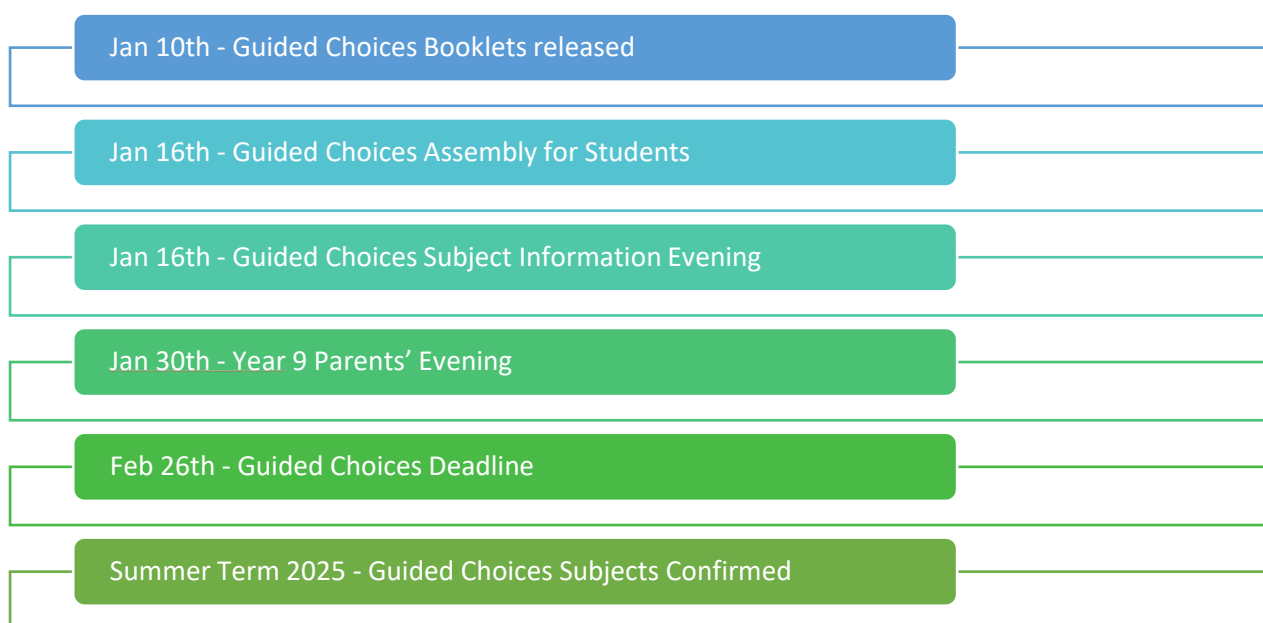 Jan 10th - Guided Choices Booklets released
Jan 16th - Guided Choices Assembly for Students
Jan 16th - Guided Choices Subject Information Evening
Jan 30th - Year 9 Parents’ Evening
Feb 26th - Guided Choices Deadline
Summer Term 2025 - Guided Choices Subjects Confirmed